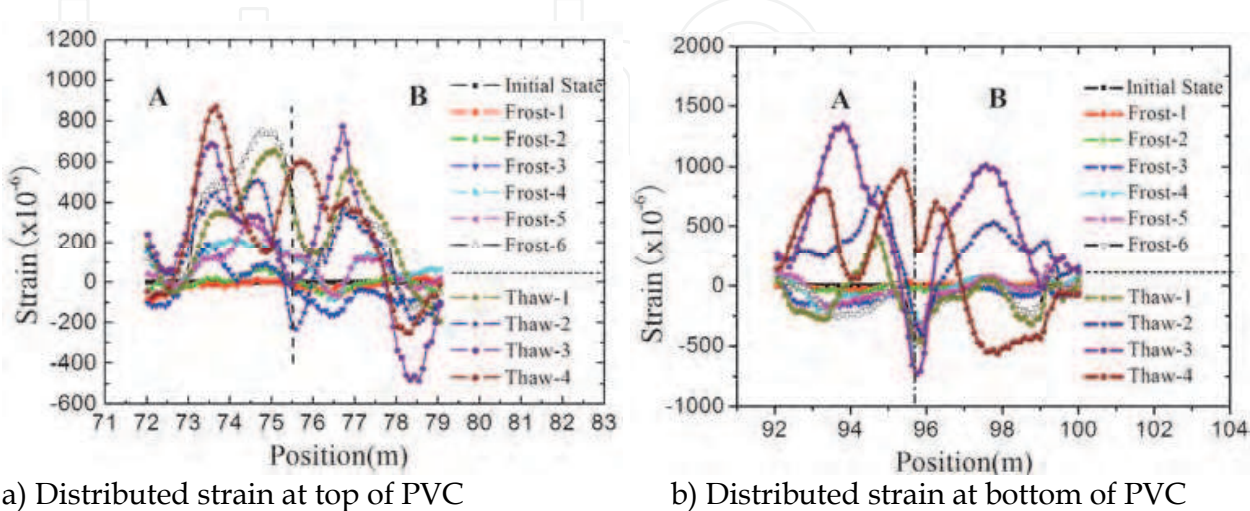 1200
1000
800
600
400
200
0
-200
-400
-600
Strain (x10⁻⁶)
71 72 73 74 75 76 77 78 79 80 81 82 83
Position(m)
A
B
Initial State
Frost-1
Frost-2
Frost-3
Frost-4
Frost-5
Frost-6
Thaw-1
Thaw-2
Thaw-3
Thaw-4
a) Distributed strain at top of PVC
2000
1500
1000
500
0
-500
-1000
Strain (x10⁻⁶)
92 94 96 98 100 102 104
Position(m)
A
B
Initial State
Frost-1
Frost-2
Frost-3
Frost-4
Frost-5
Frost-6
Thaw-1
Thaw-2
Thaw-3
Thaw-4
b) Distributed strain at bottom of PVC